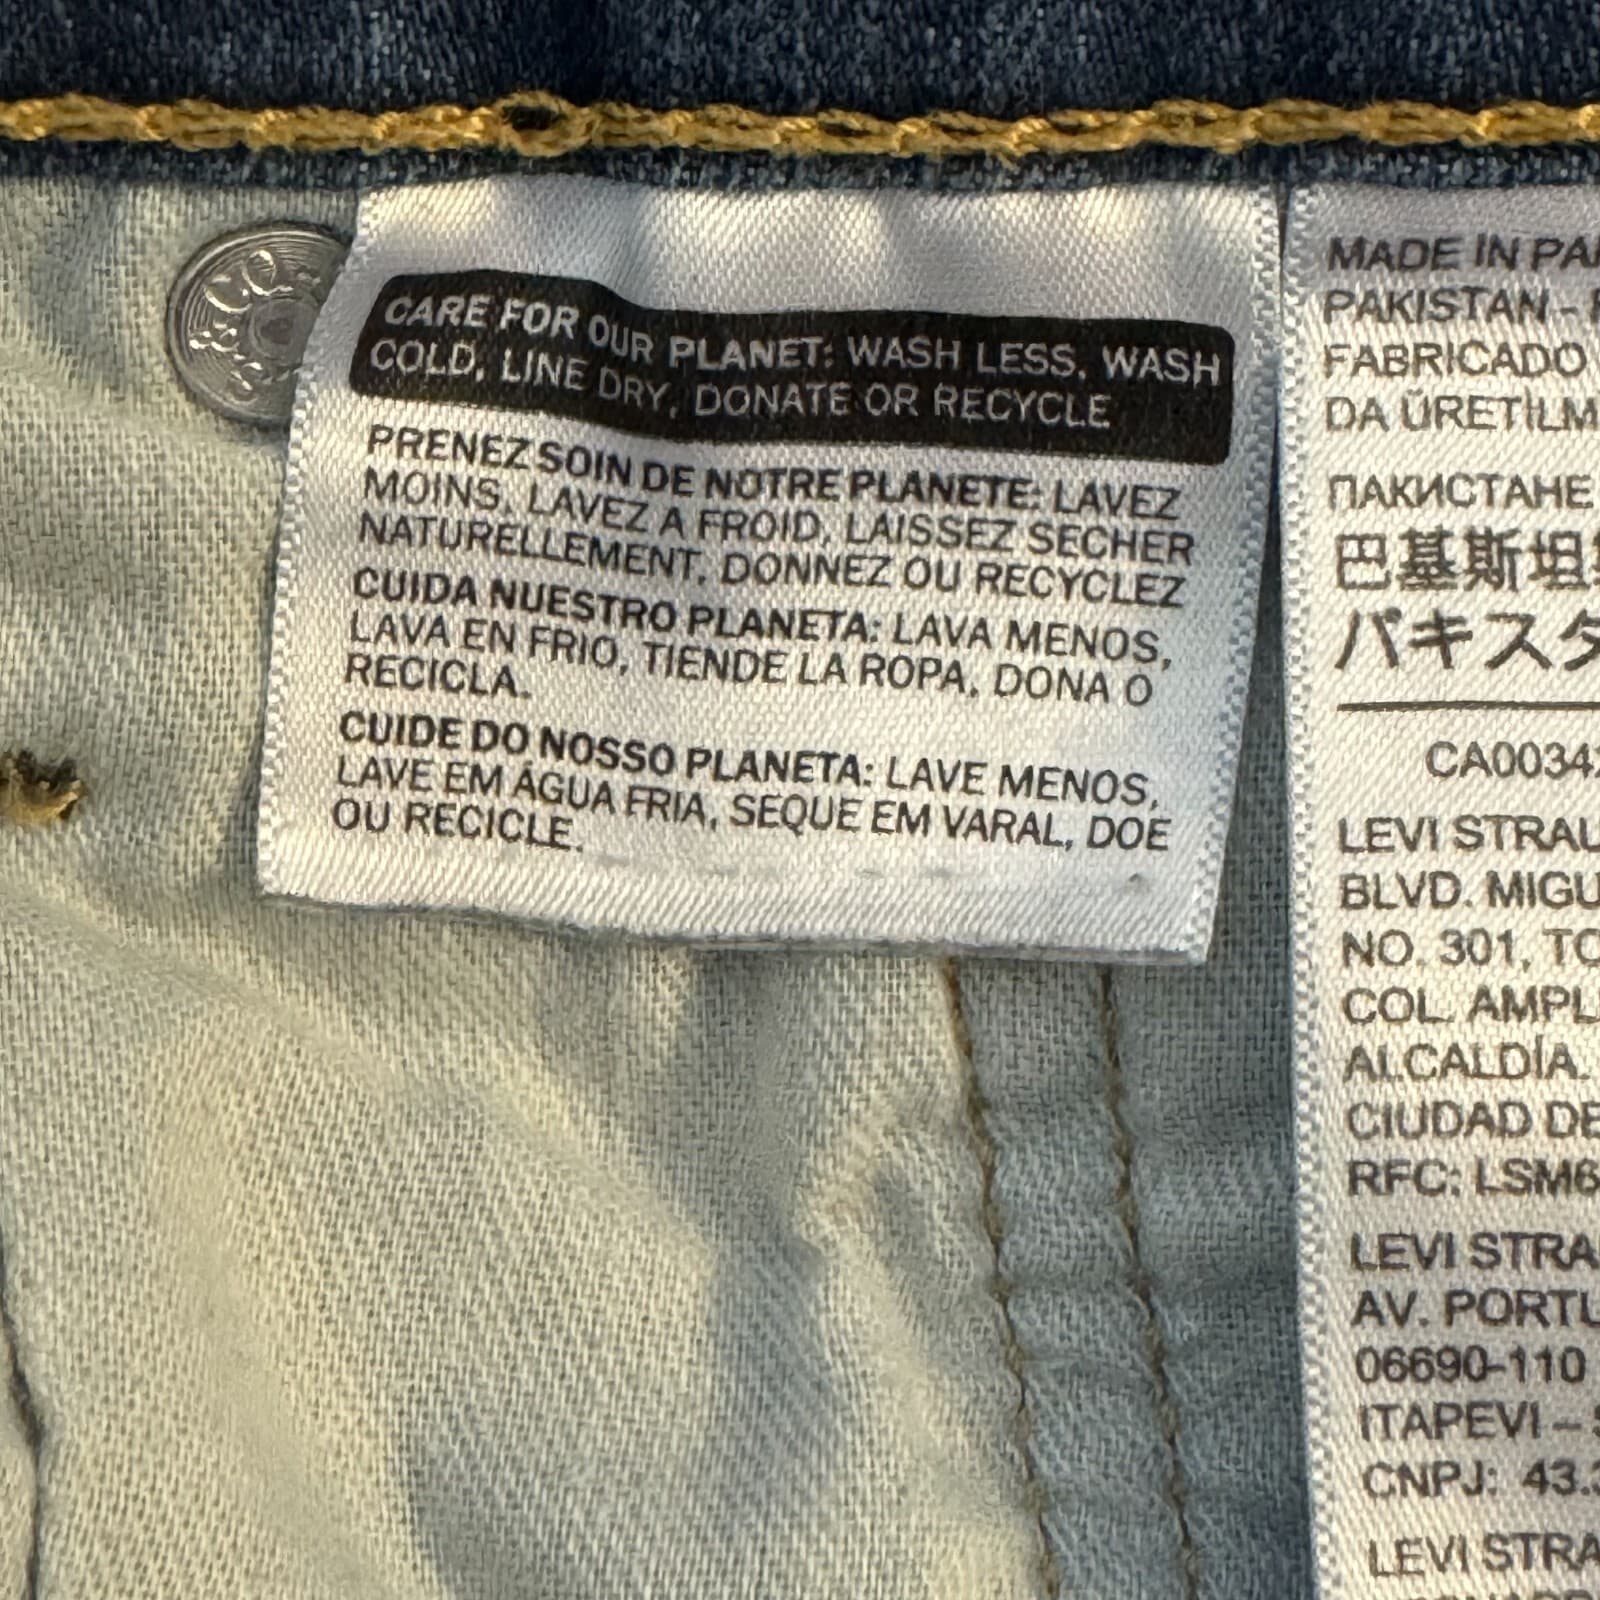 CARE FOR OUR PLANET: WASH LESS, WASH
COLD, LINE DRY, DONATE OR RECYCLE
PRENEZ SOIN DE NOTRE PLANETE: LAVEZ
MOINS, LAVEZ A FROID, LAISSEZ SECHER
NATURELLEMENT, DONNEZ OU RECYCLEZ
CUIDA NUESTRO PLANETA: LAVA MENOS,
LAVA EN FRIO, TIENDE LA ROPA, DONA O
RECICLA.
CUIDE DO NOSSO PLANETA: LAVE MENOS,
LAVE EM ÁGUA FRIA, SEQUE EM VARAL, DOE
OU RECICLE.
MADE IN
PAKISTAN -
FABRICADO
DA ÜRETİLM
ПАКИСТАНЕ
巴基斯坦
パキスタ
CA0034
LEVI STRAU
BLVD. MIGU
NO. 301, TO
COL. AMPL
ALCALDÍA
CIUDAD DE
RFC: LSM6
LEVI STRA
AV. PORTU
06690-110
ITAPEVI –
CNPJ: 43.3
LEVI STRA